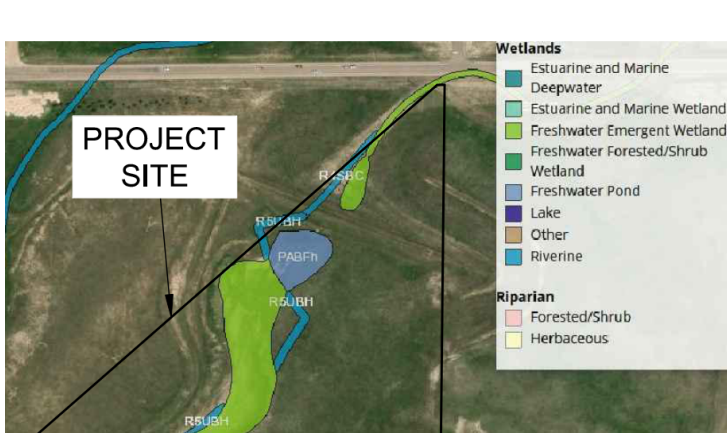 Wetlands
Estuarine and Marine
Deepwater
Estuarine and Marine Wetland
Freshwater Emergent Wetland
Freshwater Forested/Shrub
Wetland
Freshwater Pond
Lake
Other
Riverine
Riparian
Forested/Shrub
Herbaceous
PROJECT
SITE
R4SBC
R5UBH
PABFh
R5UBH
R5UBH